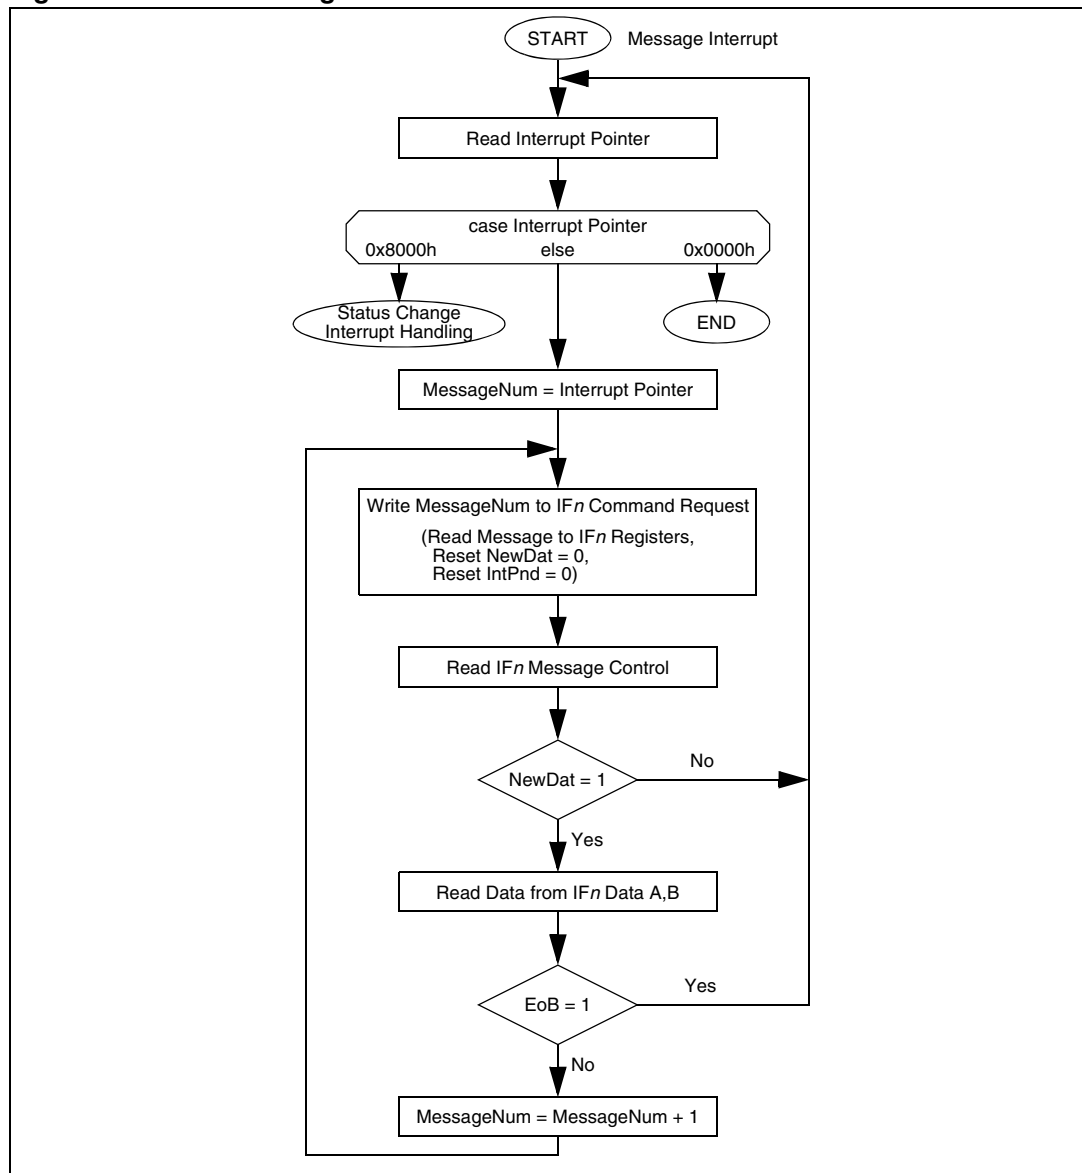 START Message Interrupt
Read Interrupt Pointer
case Interrupt Pointer
0x8000h else 0x0000h
Status Change
Interrupt Handling
END
MessageNum = Interrupt Pointer
Write MessageNum to IFn Command Request
(Read Message to IFn Registers,
Reset NewDat = 0,
Reset IntPnd = 0)
Read IFn Message Control
NewDat = 1
No
Yes
Read Data from IFn Data A,B
EoB = 1
Yes
No
MessageNum = MessageNum + 1